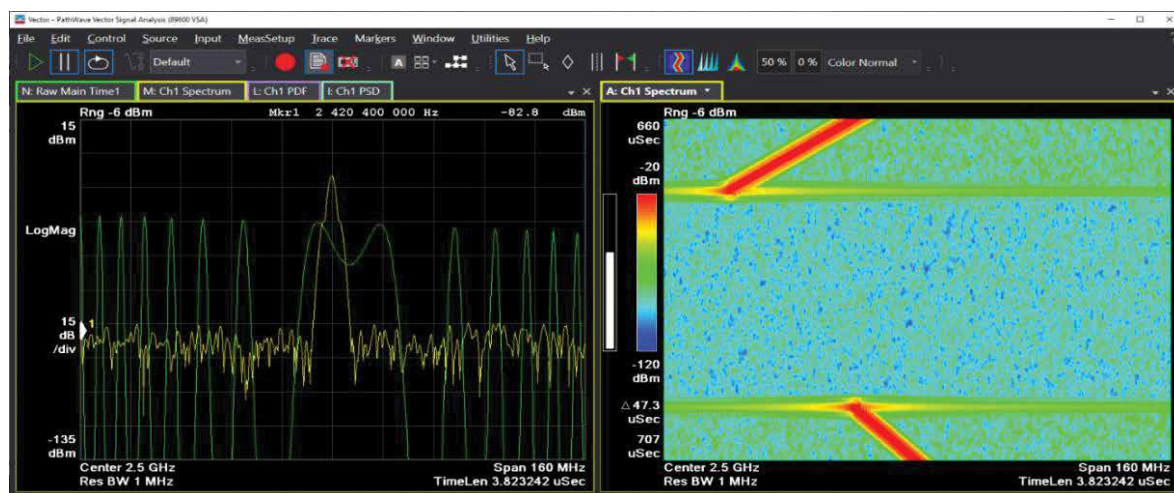 Vector - PathWave Vector Signal Analysis (89600 VSA)
File Edit Control Source Input MeasSetup Trace Markers Window Utilities Help
Default A 50 % 0 % Color Normal
N: Raw Main Time1 M: Ch1 Spectrum L: Ch1 PDF I: Ch1 PSD
Rng -6 dBm Mkr1 2 420 400 000 Hz -82.8 dBm
15
dBm
LogMag
1
15
dB
/div
-135
dBm
Center 2.5 GHz Span 160 MHz
Res BW 1 MHz TimeLen 3.823242 uSec
A: Ch1 Spectrum
Rng -6 dBm
660
uSec
-20
dBm
-120
dBm
△47.3
uSec
707
uSec
Center 2.5 GHz Span 160 MHz
Res BW 1 MHz TimeLen 3.823242 uSec